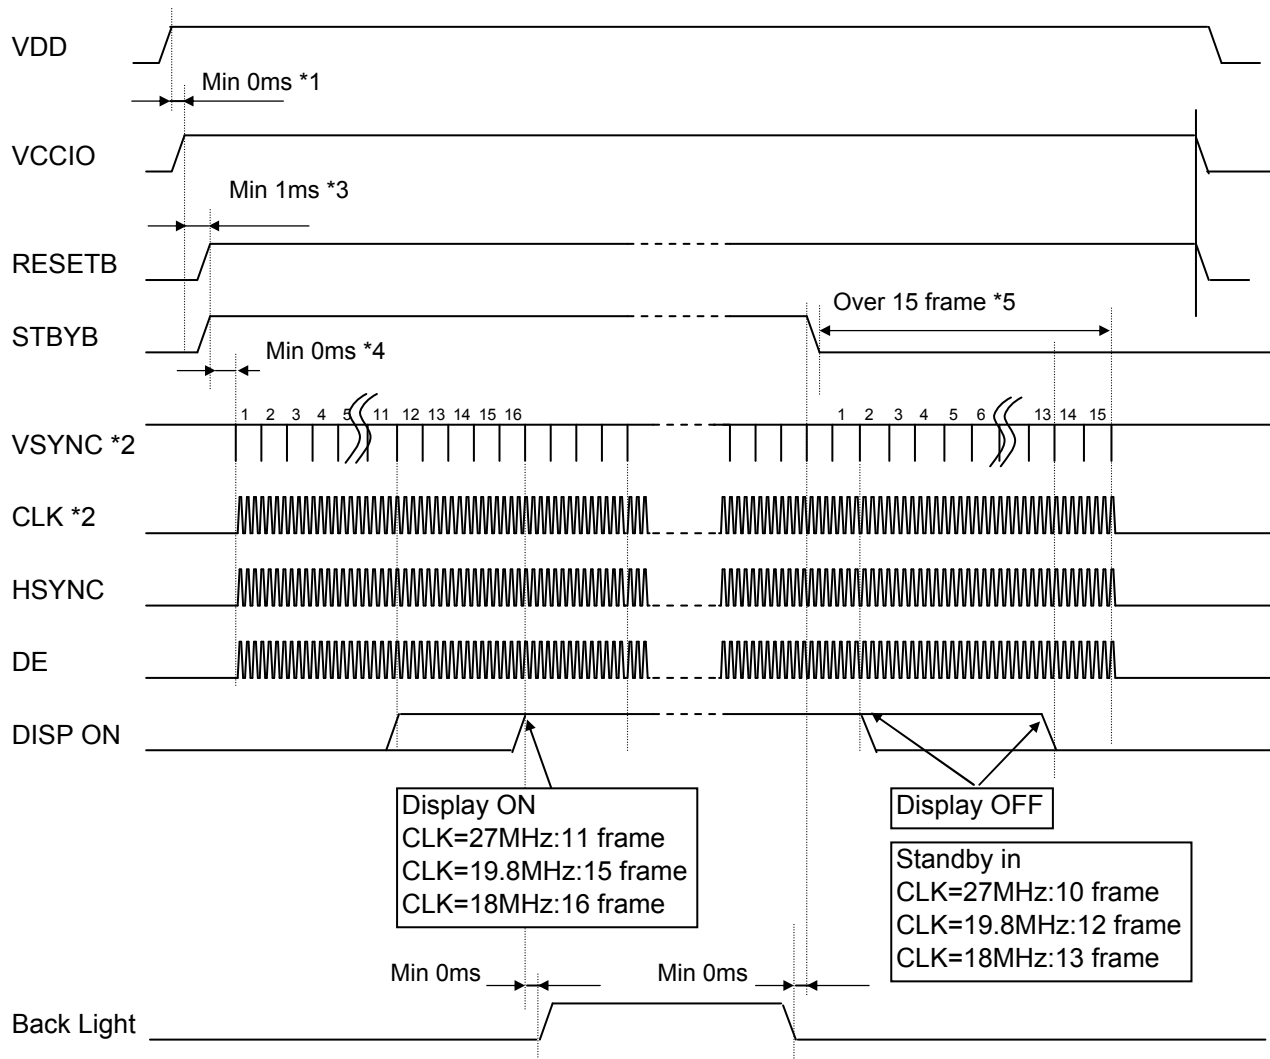 VDD
Min 0ms *1
VCCIO
Min 1ms *3
RESETB
Over 15 frame *5
STBYB
Min 0ms *4
1 2 3 4 5 11 12 13 14 15 16 1 2 3 4 5 6 13 14 15
VSYNC *2
CLK *2
HSYNC
DE
DISP ON
Display ON
CLK=27MHz:11 frame
CLK=19.8MHz:15 frame
CLK=18MHz:16 frame
Display OFF
Standby in
CLK=27MHz:10 frame
CLK=19.8MHz:12 frame
CLK=18MHz:13 frame
Min 0ms Min 0ms
Back Light